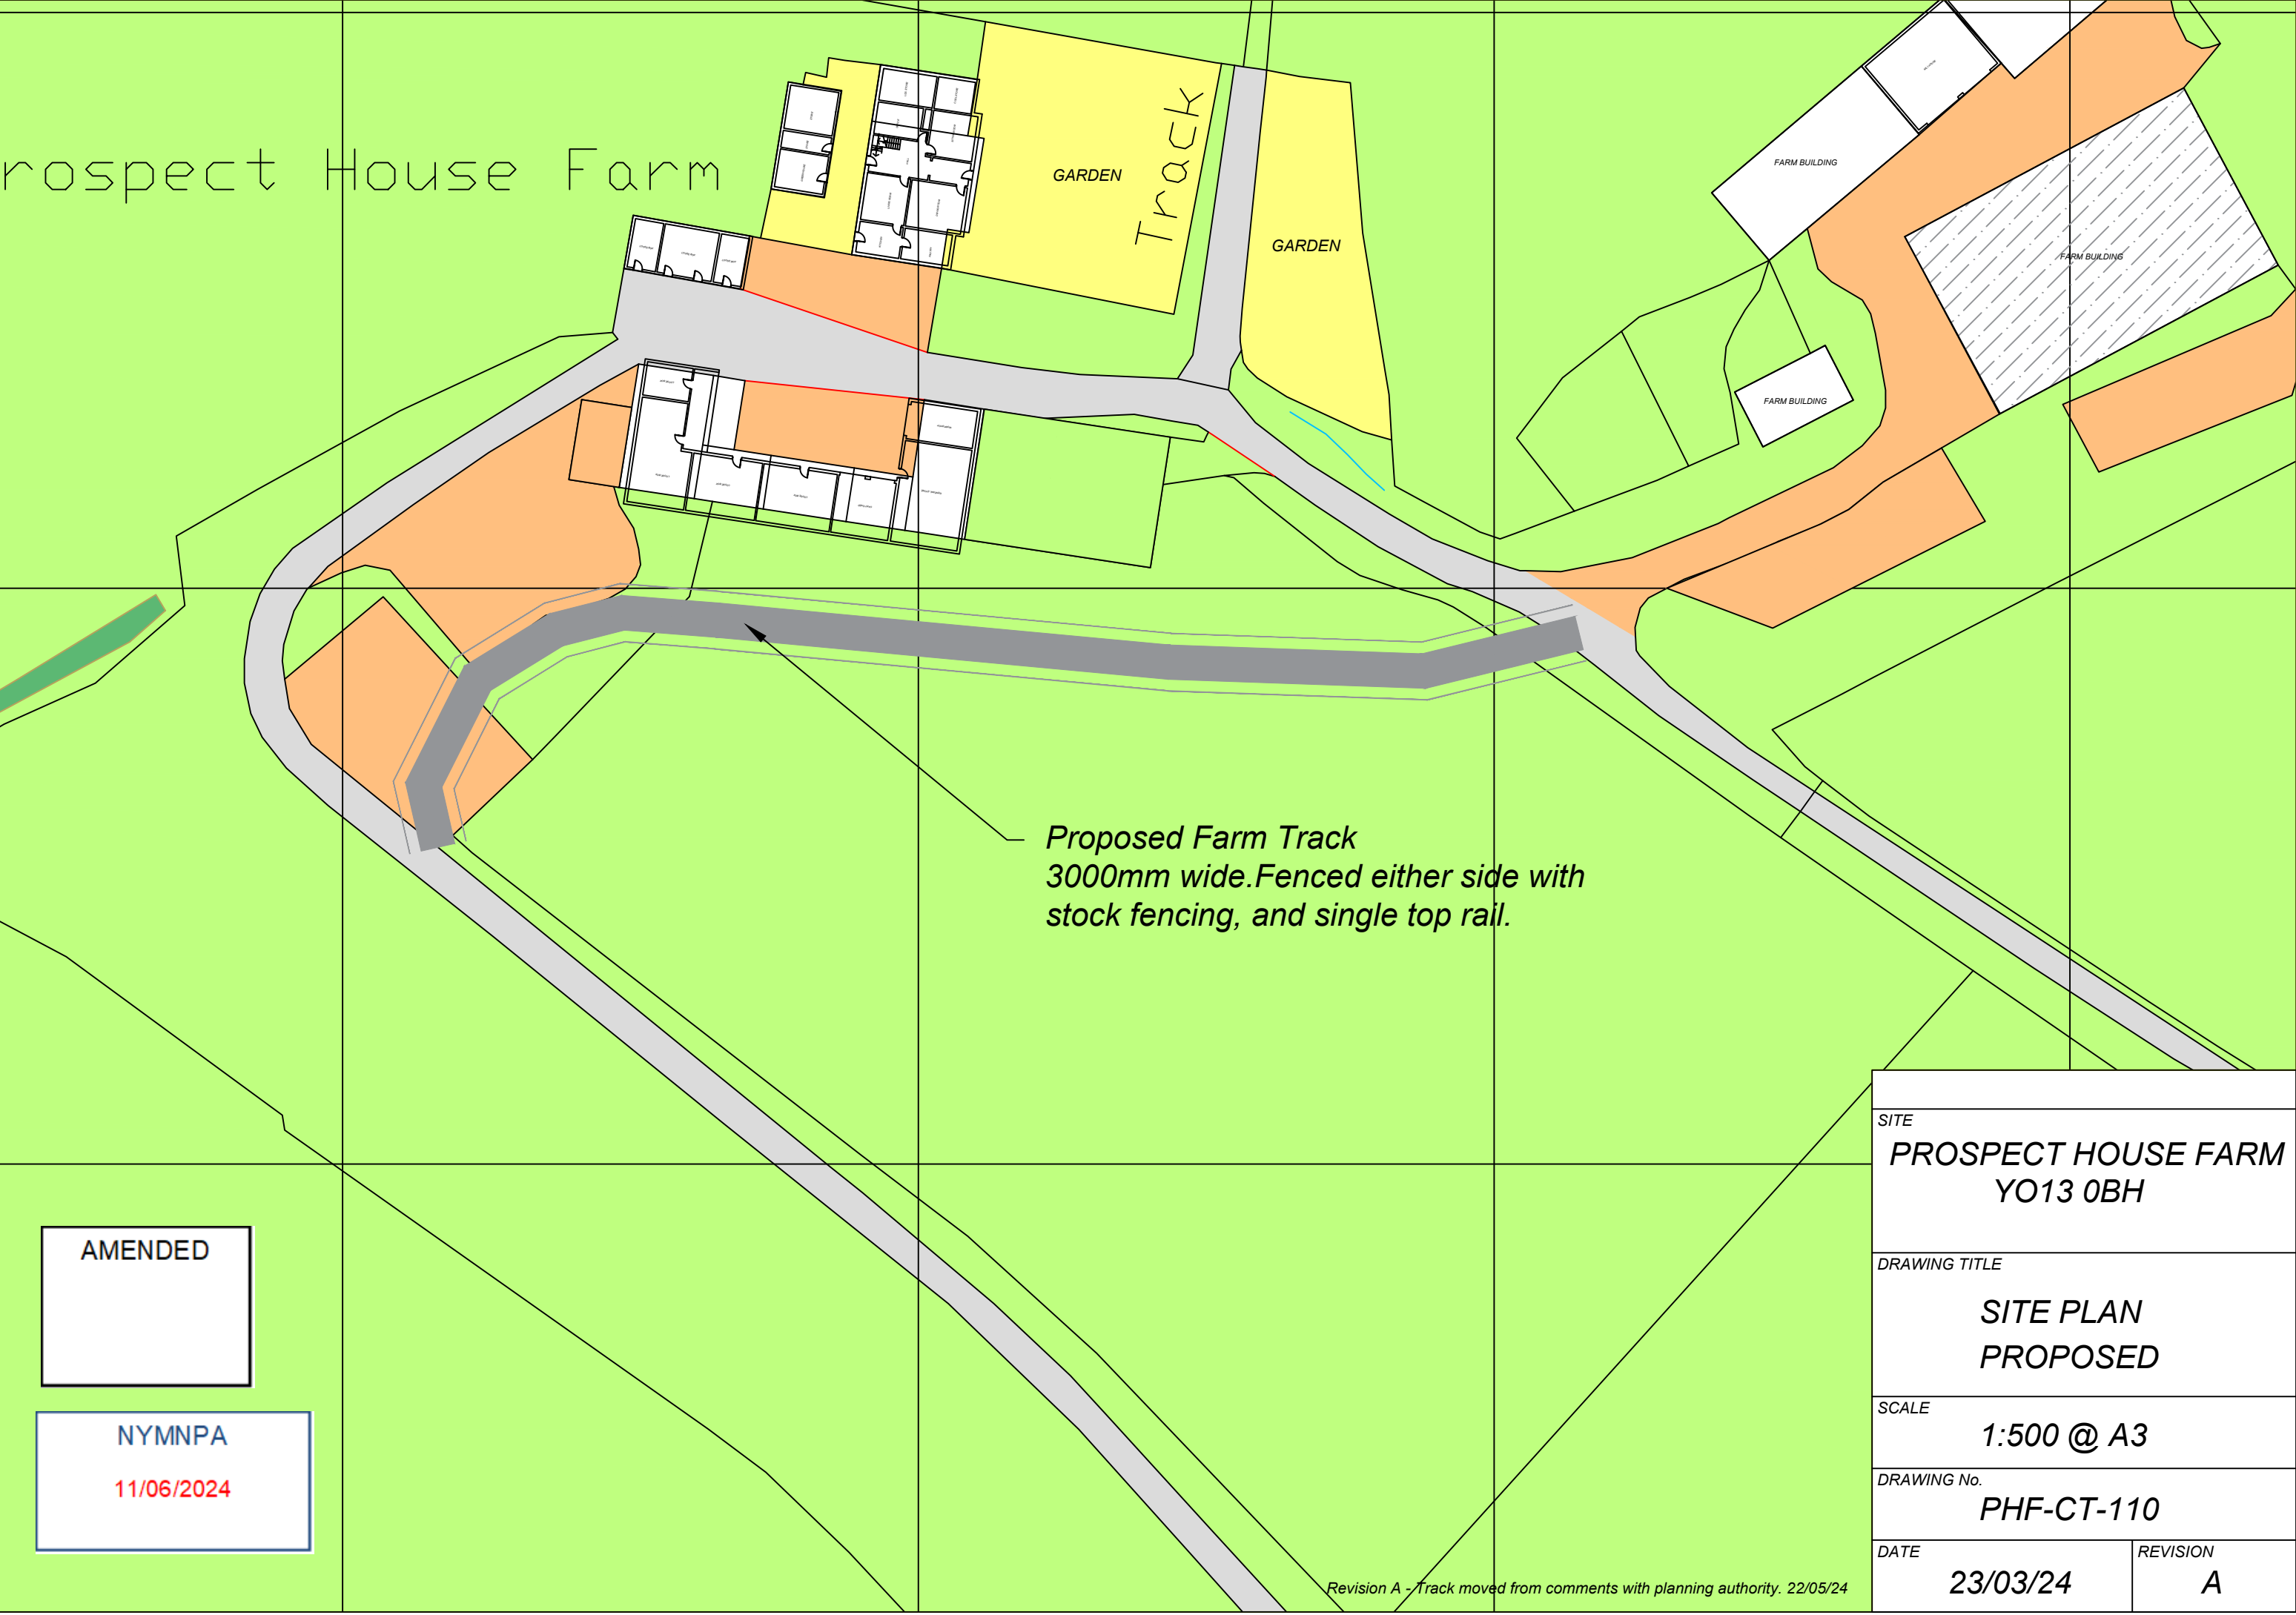 rospect House Farm
GARDEN
Track
GARDEN
FARM BUILDING
FARM BUILDING
FARM BUILDING
Proposed Farm Track
3000mm wide.Fenced either side with
stock fencing, and single top rail.
AMENDED
NYMNPA
11/06/2024
Revision A - Track moved from comments with planning authority. 22/05/24
SITE
PROSPECT HOUSE FARM
YO13 0BH
DRAWING TITLE
SITE PLAN
PROPOSED
SCALE
1:500 @ A3
DRAWING No.
PHF-CT-110
DATE
23/03/24
REVISION
A